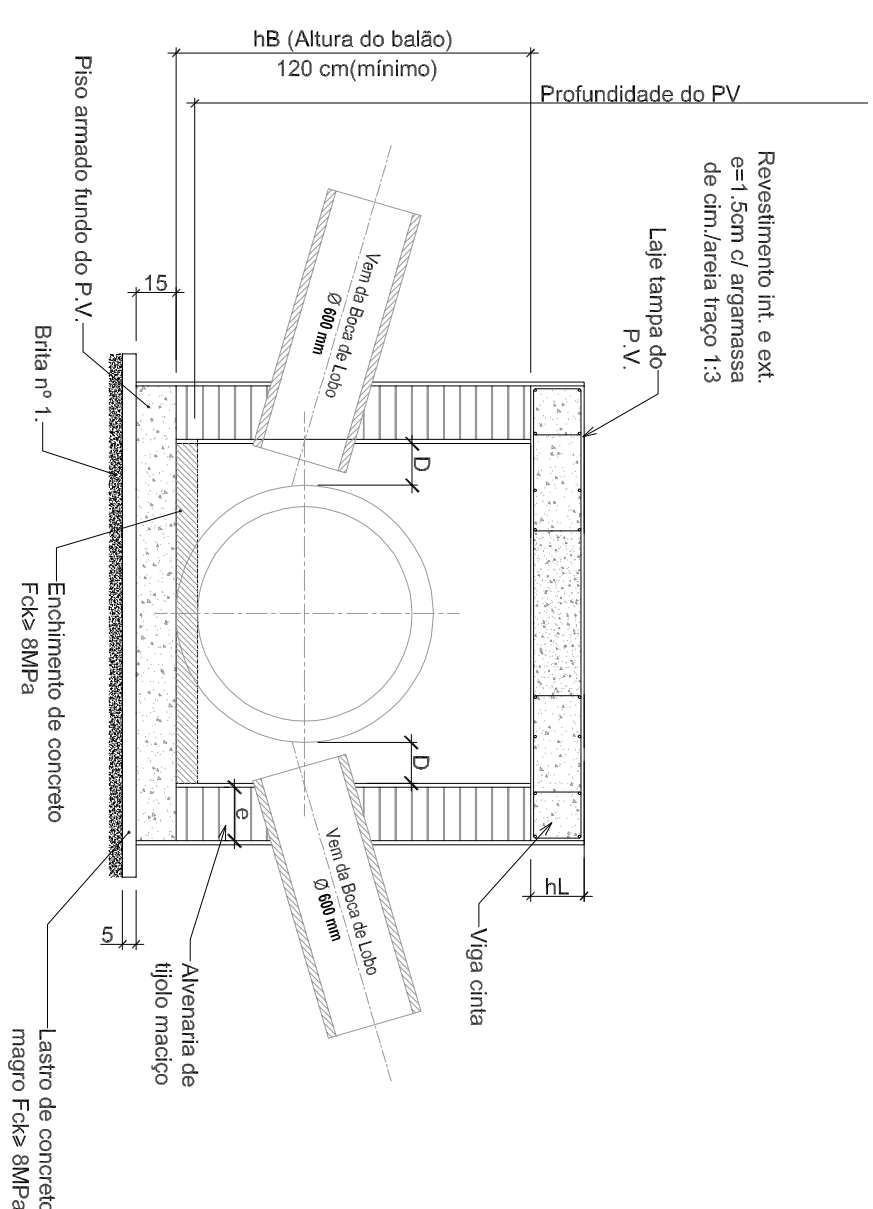 hB (Altura do balão)
120 cm(mínimo)
Profundidade do PV
Revestimento int. e ext.
e=1.5cm c/ argamassa
de cim./areia traço 1:3
Laje tampa do
P.V.
Piso armado fundo do P.V.
15
Brita nº 1.
Vem da Boca de Lobo
Ø 600 mm
D
D
e
Vem da Boca de Lobo
Ø 600 mm
hL
Viga cinta
Enchimento de concreto
Fck≥ 8MPa
5
Alvenaria de
tijolo maciço
Lastro de concreto
magro Fck≥ 8MPa